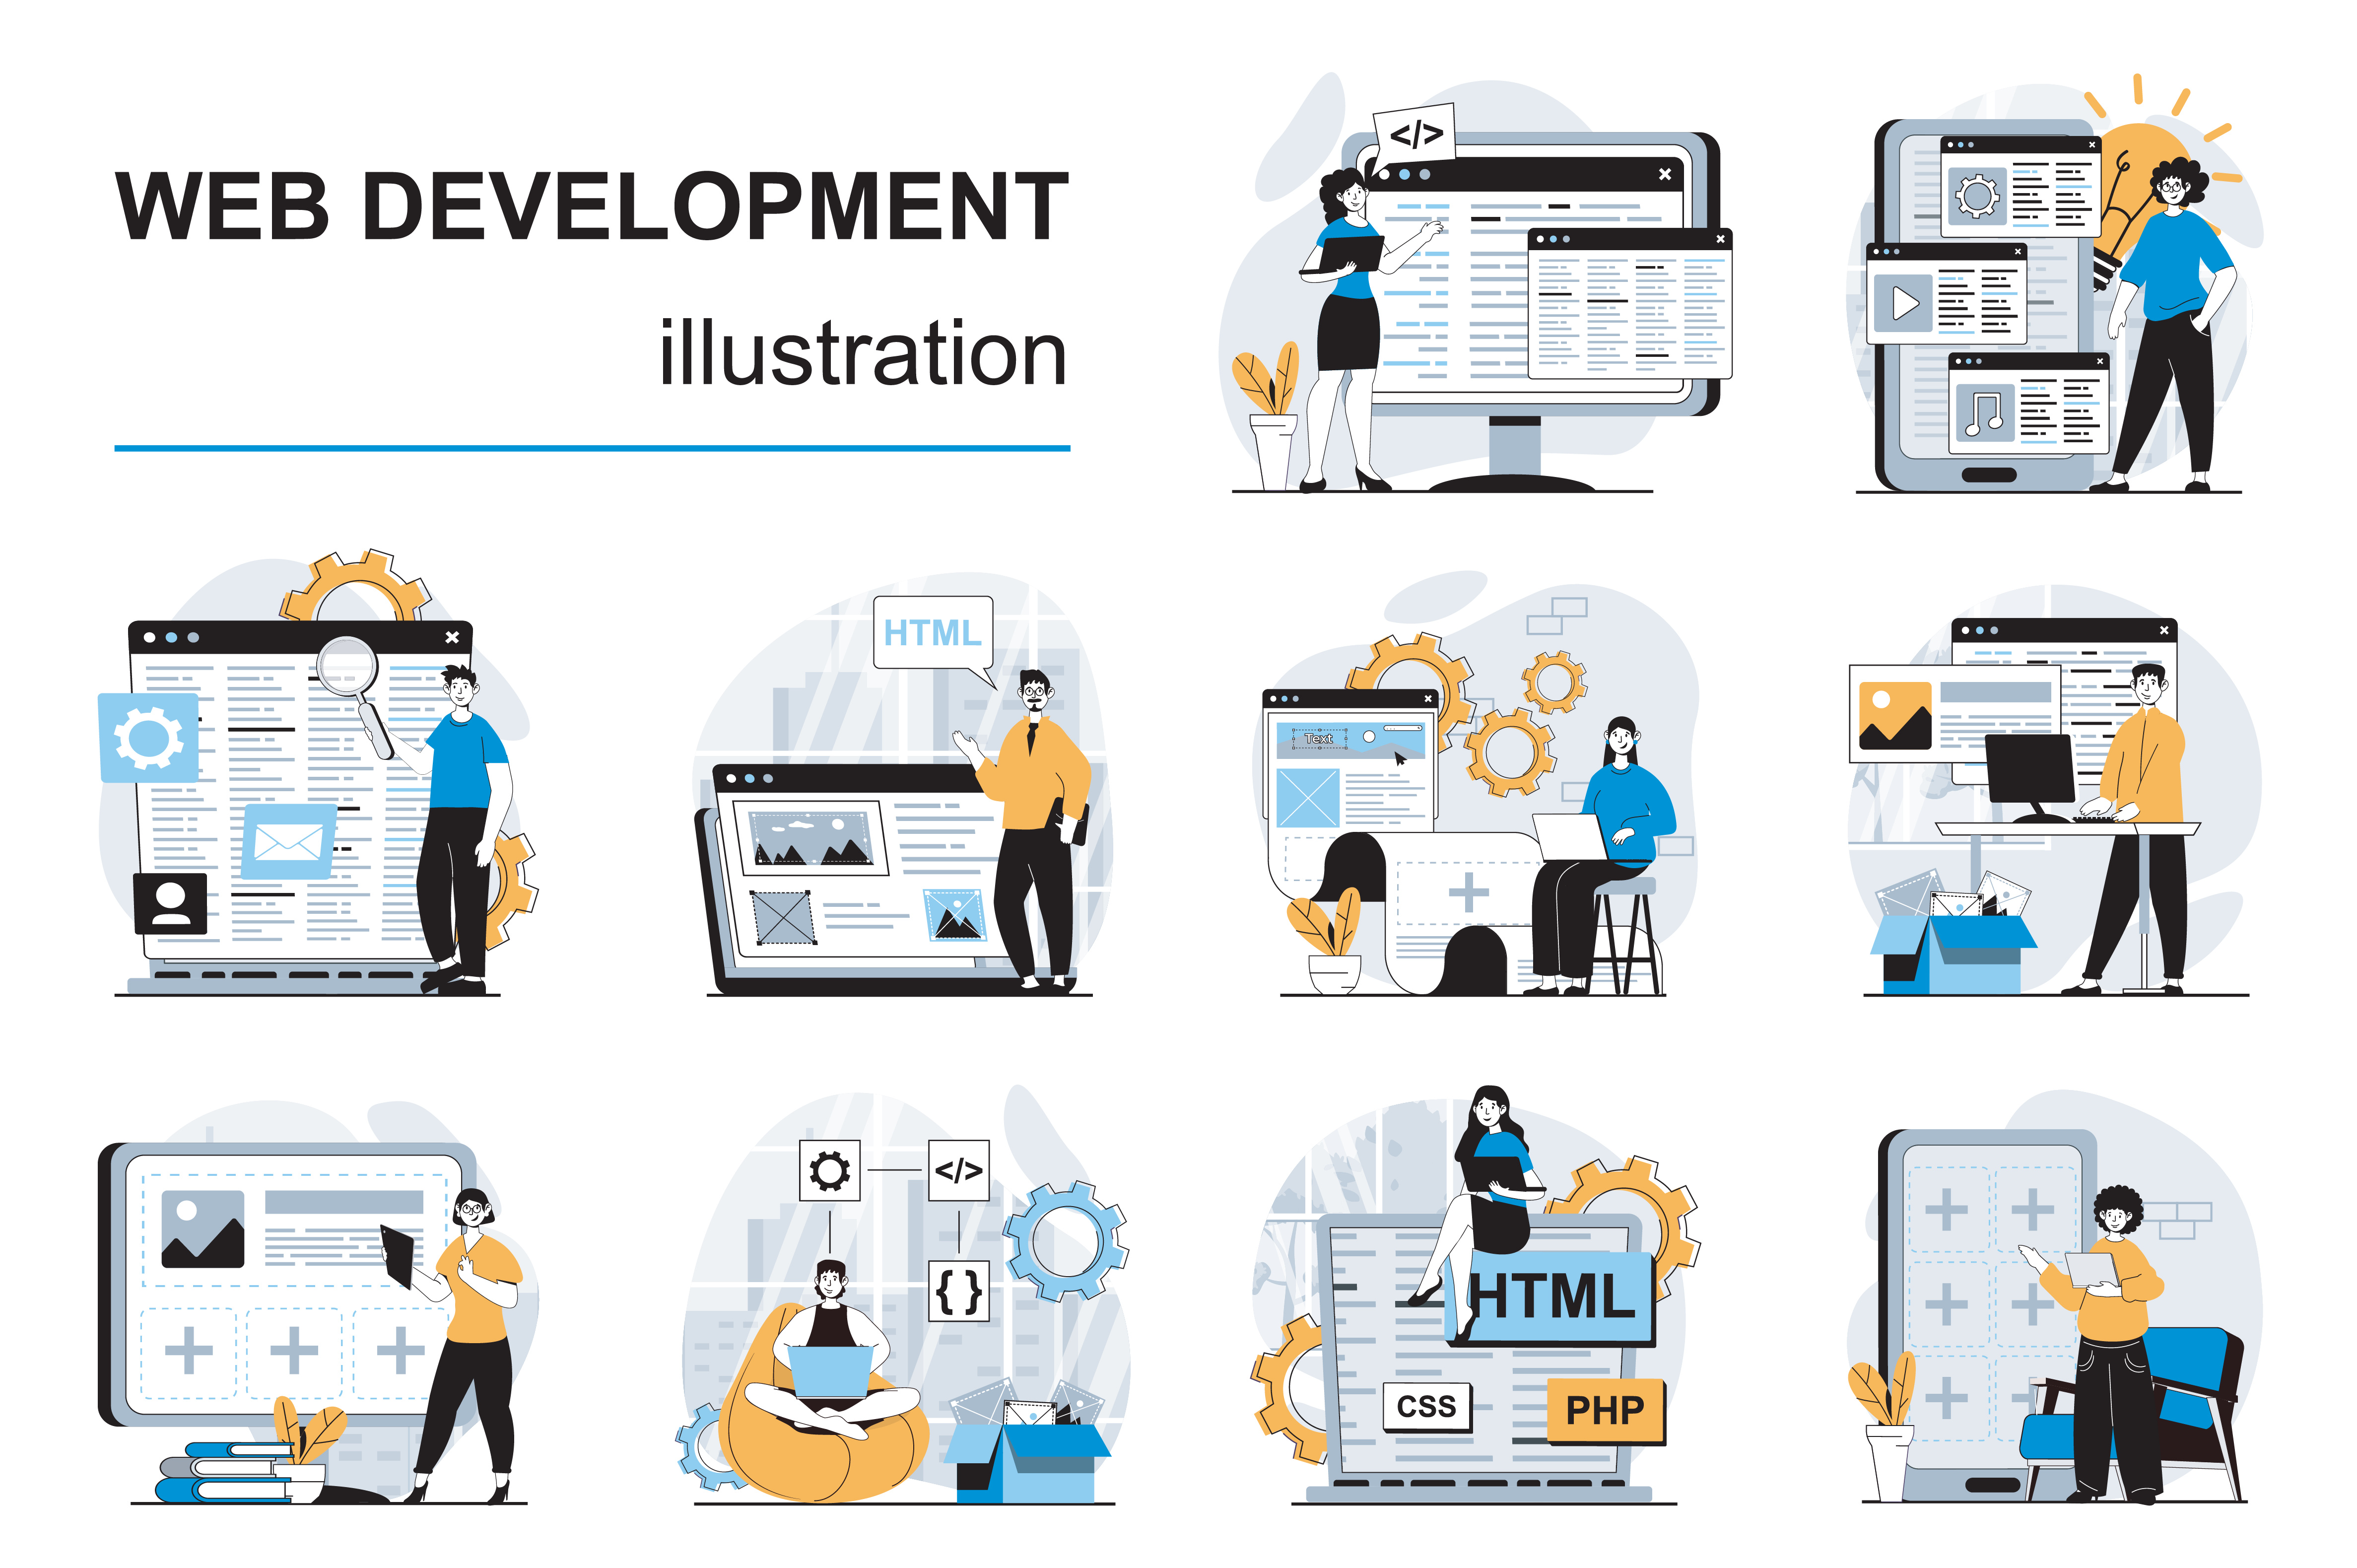 WEB DEVELOPMENT
illustration
</>
HTML
Text
</>
{ }
HTML
CSS
PHP